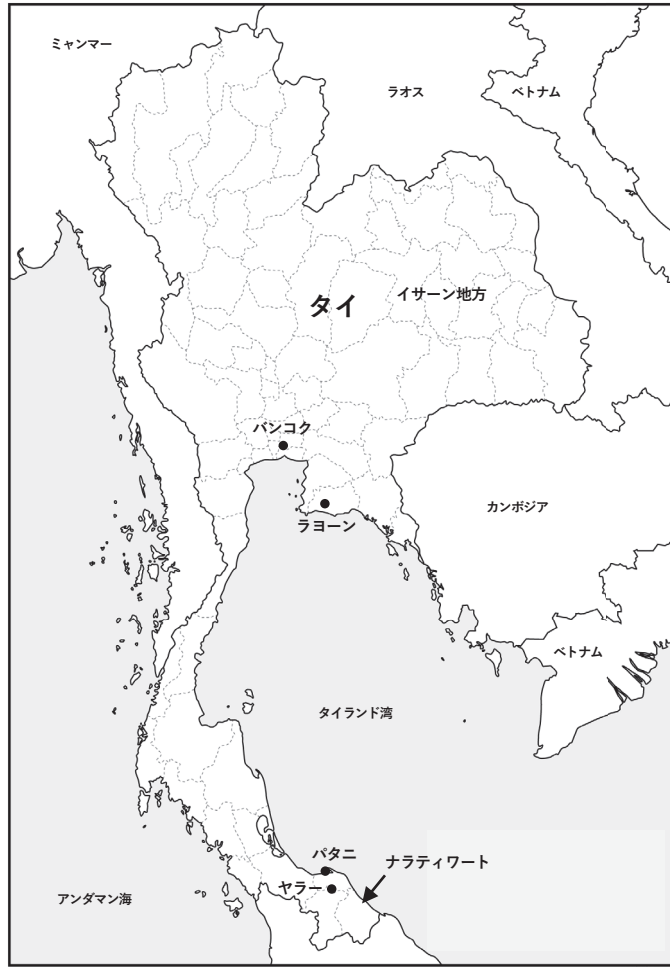 ミャンマー
ラオス
ベトナム
タイ
イサーン地方
バンコク
ラヨーン
カンボジア
ベトナム
タイランド湾
パタニ
ナラティワート
ヤラー
アンダマン海